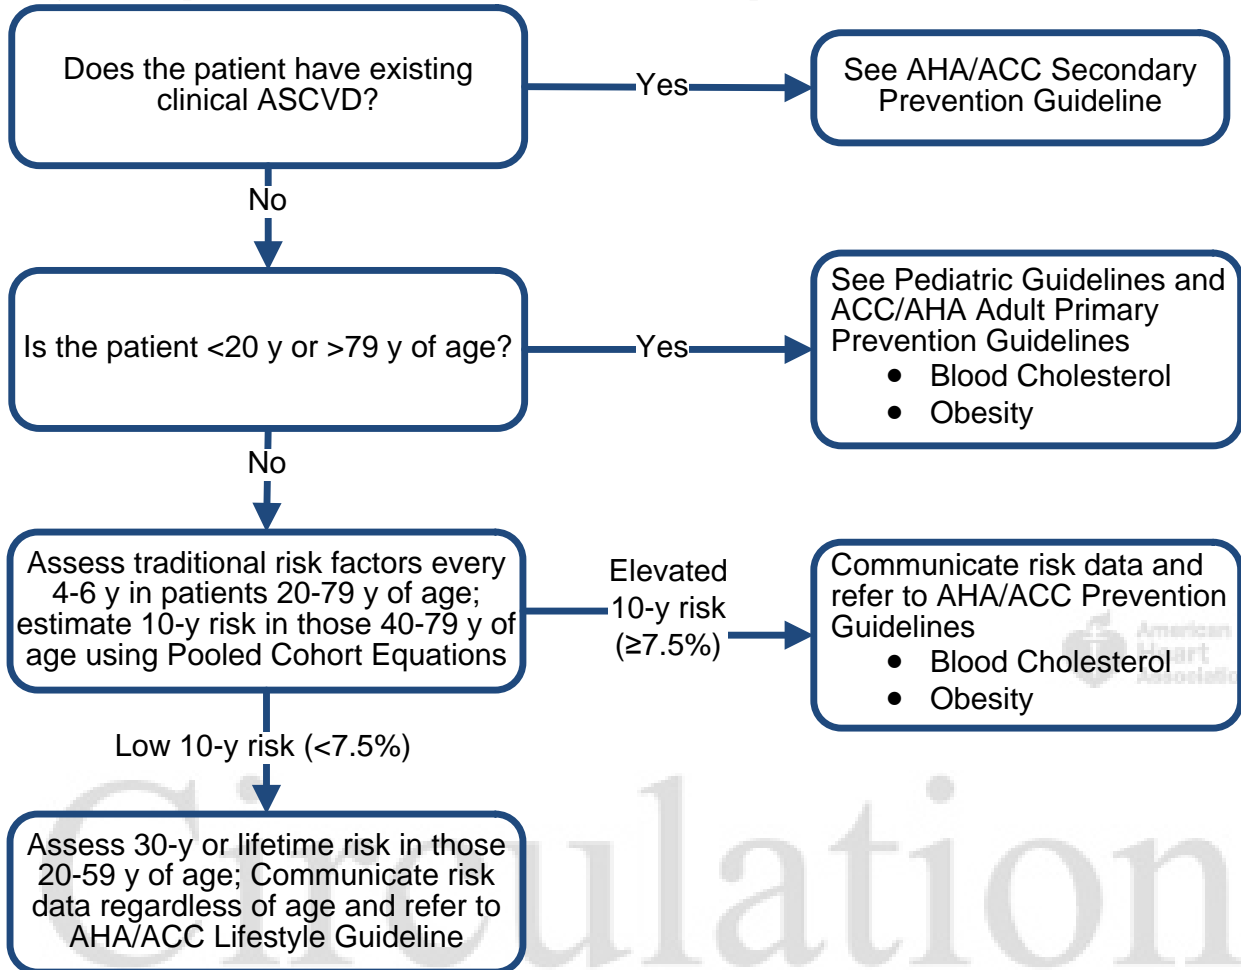 Does the patient have existing
clinical ASCVD?
Yes
See AHA/ACC Secondary
Prevention Guideline
No
Is the patient <20 y or >79 y of age?
Yes
See Pediatric Guidelines and
ACC/AHA Adult Primary
Prevention Guidelines
• Blood Cholesterol
• Obesity
No
Assess traditional risk factors every
4-6 y in patients 20-79 y of age;
estimate 10-y risk in those 40-79 y of
age using Pooled Cohort Equations
Elevated
10-y risk
(≥7.5%)
Communicate risk data and
refer to AHA/ACC Prevention
Guidelines
• Blood Cholesterol
• Obesity
American
Heart
Association
Low 10-y risk (<7.5%)
Assess 30-y or lifetime risk in those
20-59 y of age; Communicate risk
data regardless of age and refer to
AHA/ACC Lifestyle Guideline
Circulation